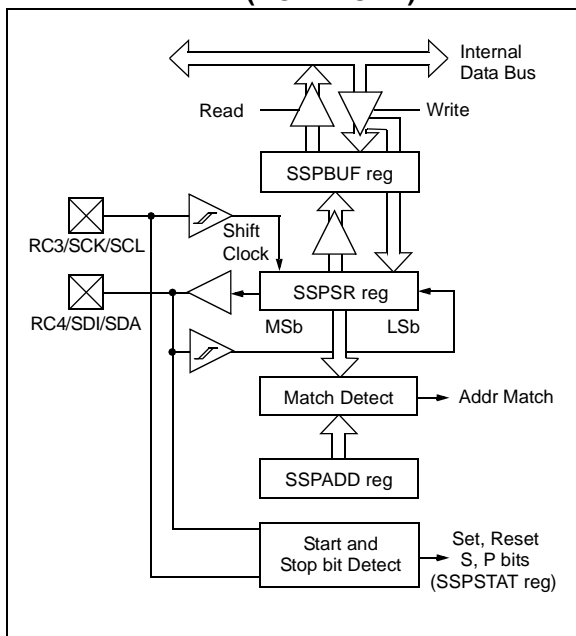 Internal
Data Bus
Read
Write
SSPBUF reg
RC3/SCK/SCL
Shift
Clock
SSPSR reg
RC4/SDI/SDA
MSb
LSb
Match Detect
Addr Match
SSPADD reg
Start and
Stop bit Detect
Set, Reset
S, P bits
(SSPSTAT reg)